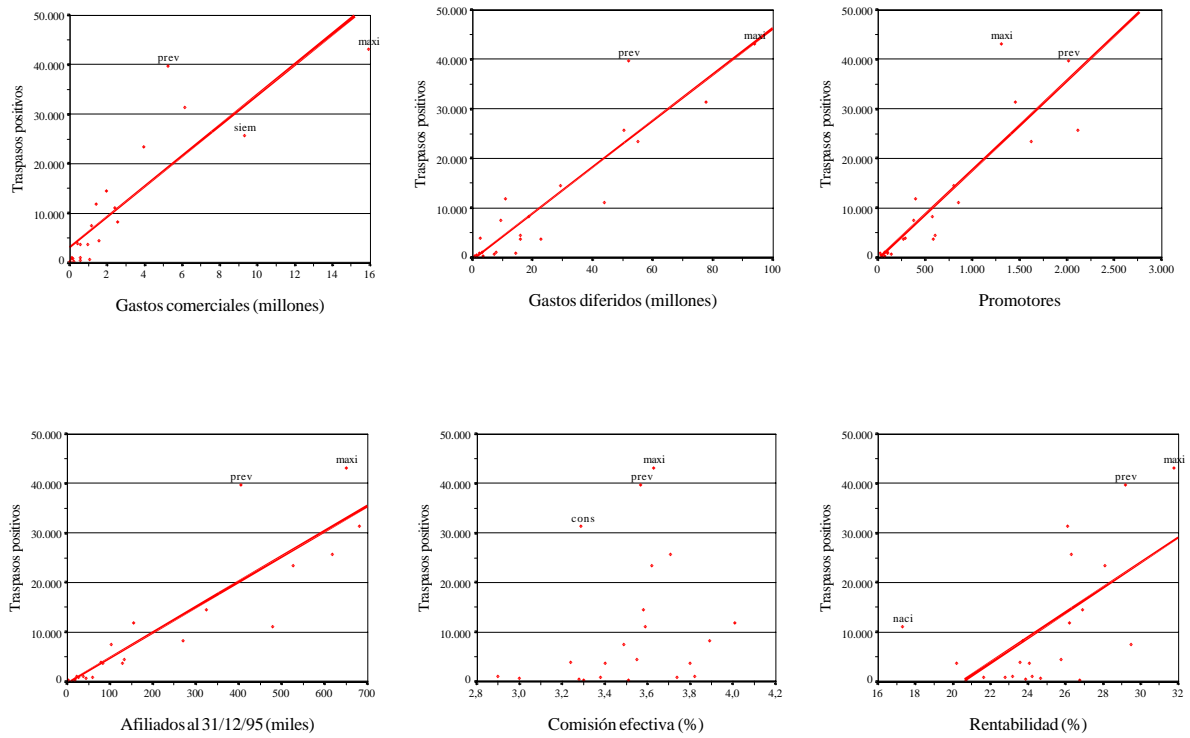 50.000
40.000
30.000
20.000
10.000
0
Traspasos positivos
maxi
prev
siem
0 2 4 6 8 10 12 14 16
Gastos comerciales (millones)
50.000
40.000
30.000
20.000
10.000
0
Traspasos positivos
maxi
prev
0 20 40 60 80 100
Gastos diferidos (millones)
50.000
40.000
30.000
20.000
10.000
0
Traspasos positivos
maxi
prev
0 500 1.000 1.500 2.000 2.500 3.000
Promotores
50.000
40.000
30.000
20.000
10.000
0
Traspasos positivos
maxi
prev
0 100 200 300 400 500 600 700
Afiliados al 31/12/95 (miles)
50.000
40.000
30.000
20.000
10.000
0
Traspasos positivos
maxi
prev
cons
2,8 3,0 3,2 3,4 3,6 3,8 4,0 4,2
Comisión efectiva (%)
50.000
40.000
30.000
20.000
10.000
0
Traspasos positivos
maxi
prev
naci
16 18 20 22 24 26 28 30 32
Rentabilidad (%)